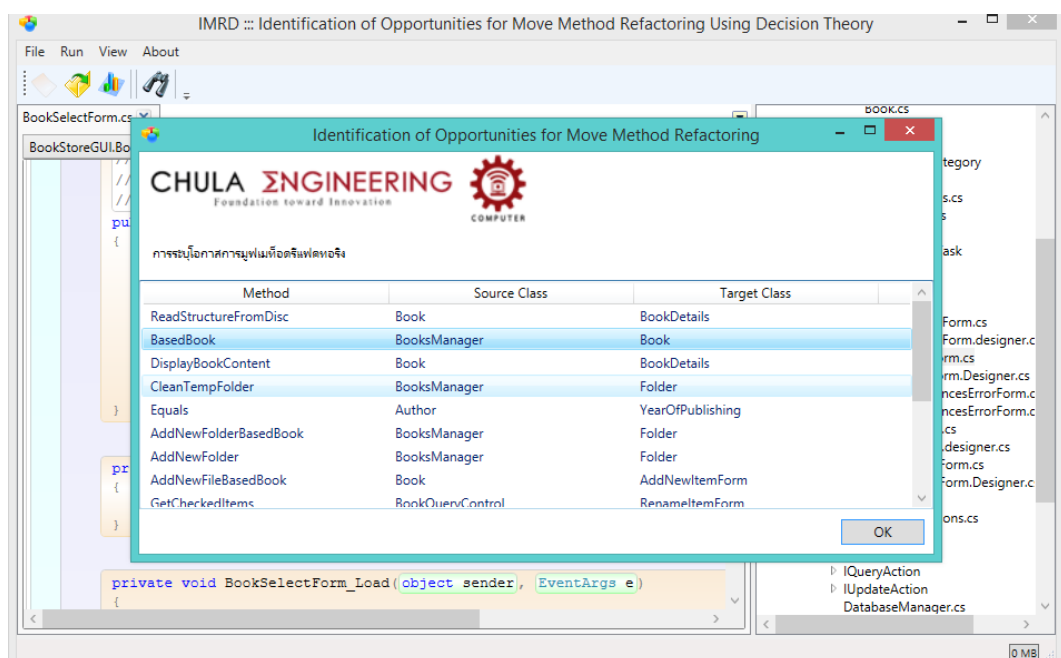 IMRD ::: Identification of Opportunities for Move Method Refactoring Using Decision Theory
File Run View About
BookSelectForm.cs
BookStoreGUI.Bo
//
//
//
pu
{
}
pr
{
}
private void BookSelectForm_Load(object sender, EventArgs e)
{
Identification of Opportunities for Move Method Refactoring
CHULA ΣNGINEERING
Foundation toward Innovation
COMPUTER
การระบุโอกาสการมูฟเมท็อดรีแฟคทอริง
Method Source Class Target Class
ReadStructureFromDisc Book BookDetails
BasedBook BooksManager Book
DisplayBookContent Book BookDetails
CleanTempFolder BooksManager Folder
Equals Author YearOfPublishing
AddNewFolderBasedBook BooksManager Folder
AddNewFolder BooksManager Folder
AddNewFileBasedBook Book AddNewItemForm
GetCheckedItems BookQueryControl RenameItemForm
OK
Book.cs
tegory
s.cs
s
ask
Form.cs
Form.designer.c
rm.cs
rm.Designer.cs
ncesErrorForm.c
ncesErrorForm.c
.cs
.designer.cs
Form.cs
Form.Designer.c
ons.cs
IQueryAction
IUpdateAction
DatabaseManager.cs
0 MB